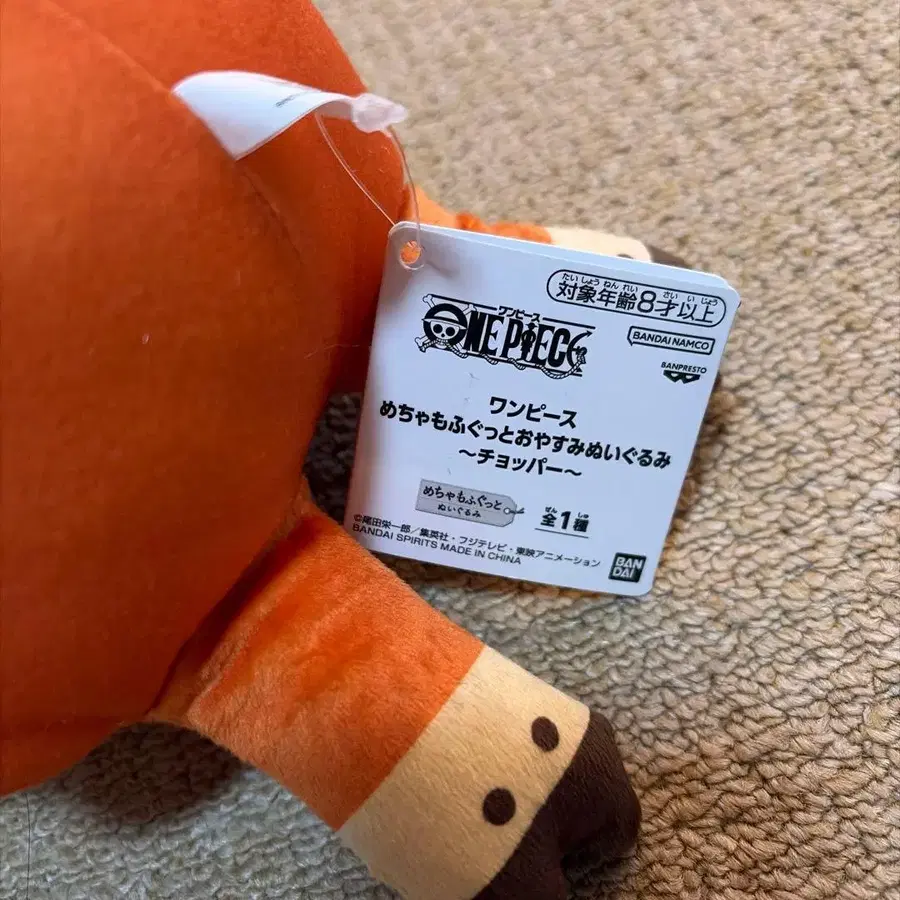 たいしょう ねん れい さい い じょう
対象年齢8才以上
ワンピース
ONE PIECE
BANDAI NAMCO
BANPRESTO
ワンピース
めちゃもふぐっとおやすみぬいぐるみ
～チョッパー～
めちゃもふぐっと
ぬいぐるみ
ぜん しゅ
全1種
©尾田栄一郎／集英社・フジテレビ・東映アニメーション
BANDAI SPIRITS MADE IN CHINA
BAN
DAI